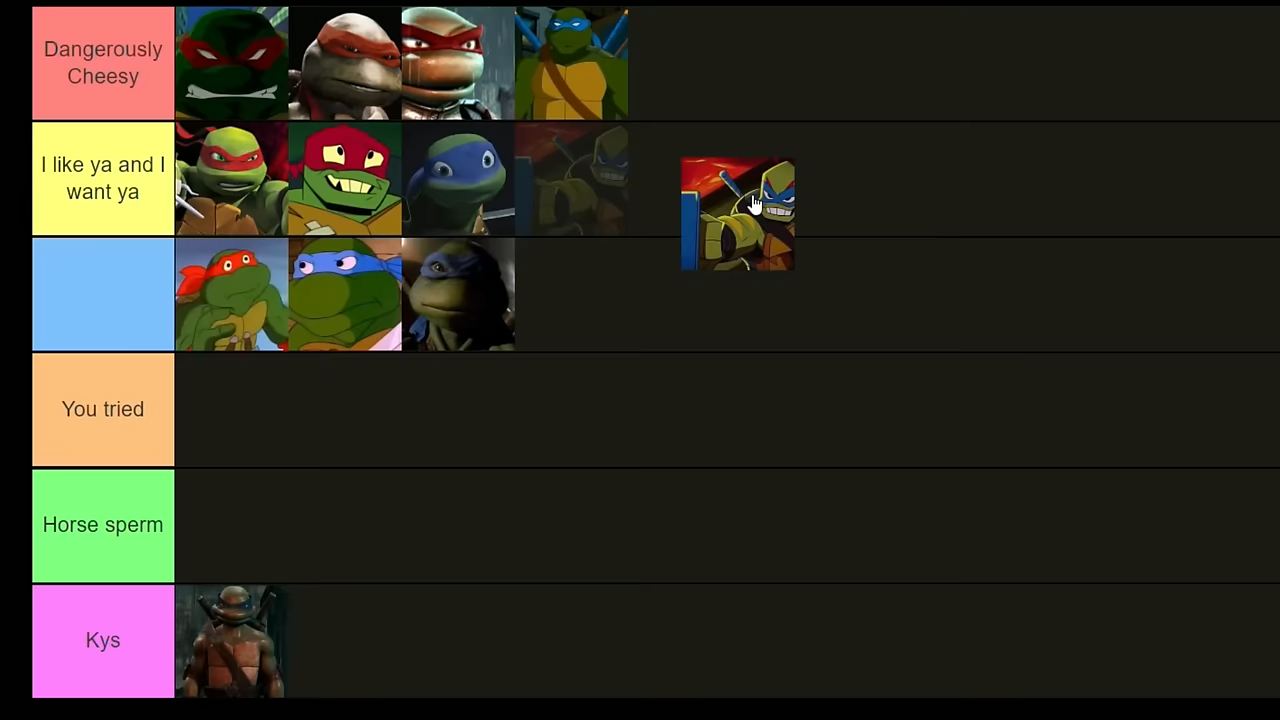 Dangerously
Cheesy
I like ya and I
want ya
You tried
Horse sperm
Kys